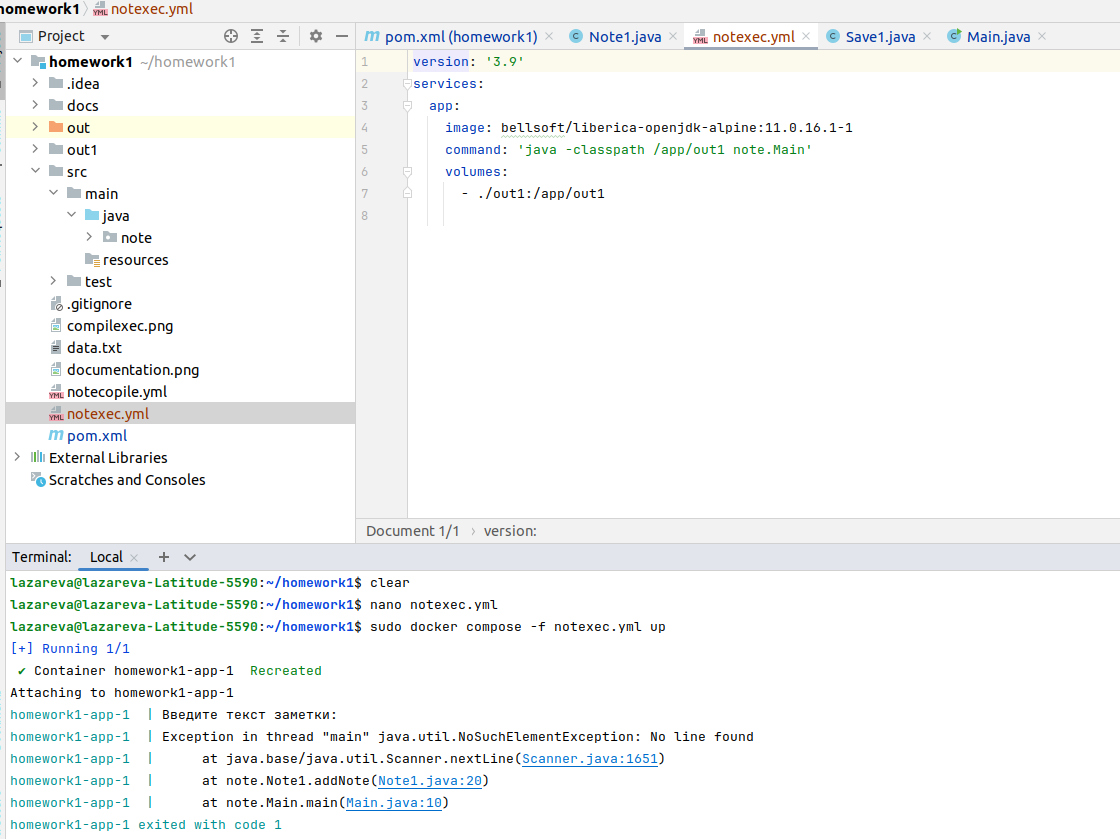 homework1 notexec.yml
Project
pom.xml (homework1) Note1.java notexec.yml Save1.java Main.java
homework1 ~/homework1
.idea
docs
out
out1
src
main
java
note
resources
test
.gitignore
compilexec.png
data.txt
documentation.png
notecopile.yml
notexec.yml
pom.xml
External Libraries
Scratches and Consoles
1 version: '3.9'
2 services:
3 app:
4 image: bellsoft/liberica-openjdk-alpine:11.0.16.1-1
5 command: 'java -classpath /app/out1 note.Main'
6 volumes:
7 - ./out1:/app/out1
8
Document 1/1 › version:
Terminal: Local
lazareva@lazareva-Latitude-5590:~/homework1$ clear
lazareva@lazareva-Latitude-5590:~/homework1$ nano notexec.yml
lazareva@lazareva-Latitude-5590:~/homework1$ sudo docker compose -f notexec.yml up
[+] Running 1/1
✔ Container homework1-app-1 Recreated
Attaching to homework1-app-1
homework1-app-1 | Введите текст заметки:
homework1-app-1 | Exception in thread "main" java.util.NoSuchElementException: No line found
homework1-app-1 | at java.base/java.util.Scanner.nextLine(Scanner.java:1651)
homework1-app-1 | at note.Note1.addNote(Note1.java:20)
homework1-app-1 | at note.Main.main(Main.java:10)
homework1-app-1 exited with code 1